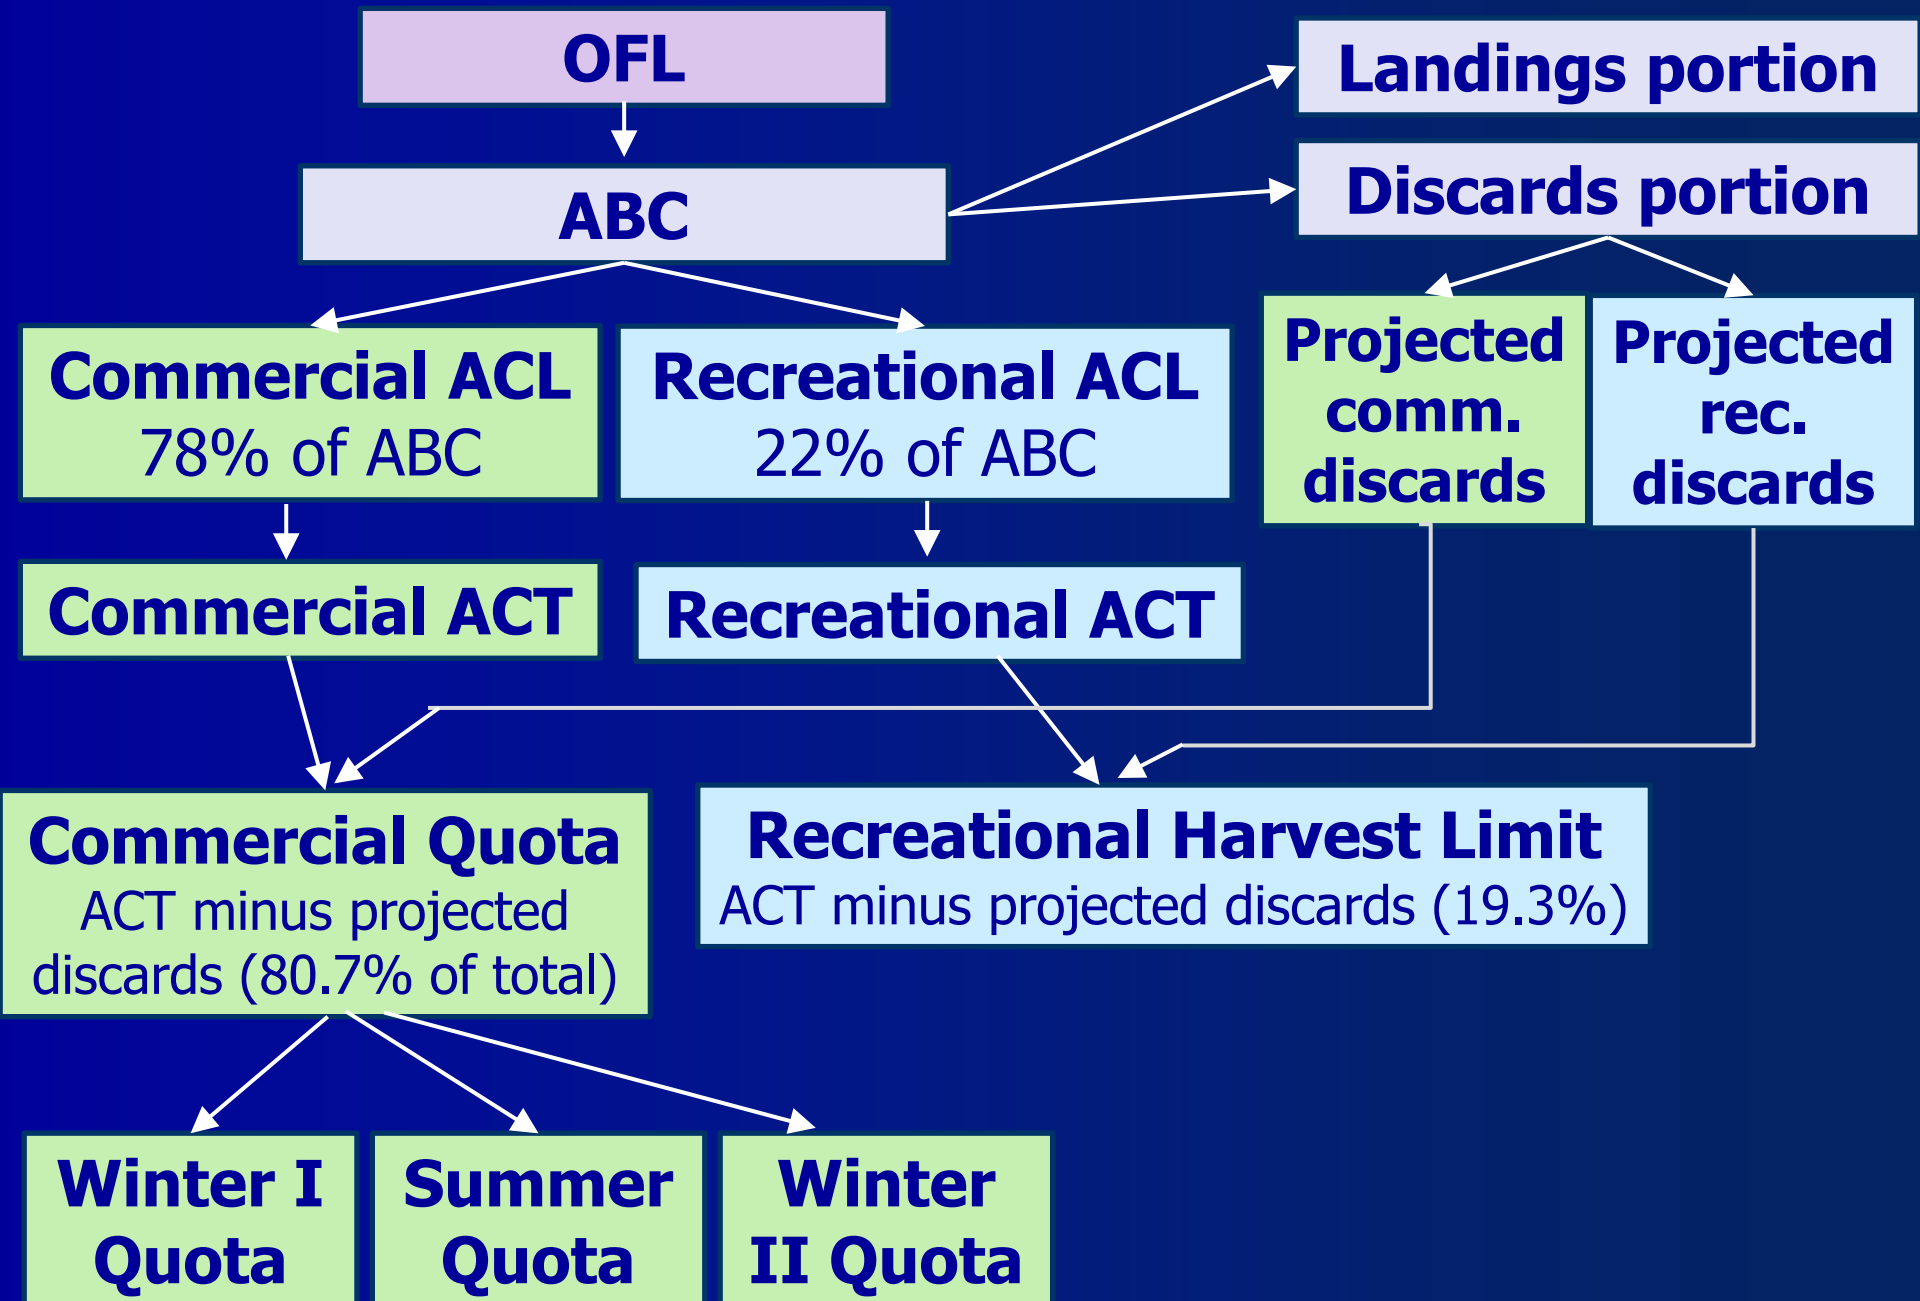 OFL
Landings portion
ABC
Discards portion
Commercial ACL
78% of ABC
Recreational ACL
22% of ABC
Projected
comm.
discards
Projected
rec.
discards
Commercial ACT
Recreational ACT
Commercial Quota
ACT minus projected
discards (80.7% of total)
Recreational Harvest Limit
ACT minus projected discards (19.3%)
Winter I
Quota
Summer
Quota
Winter
II Quota